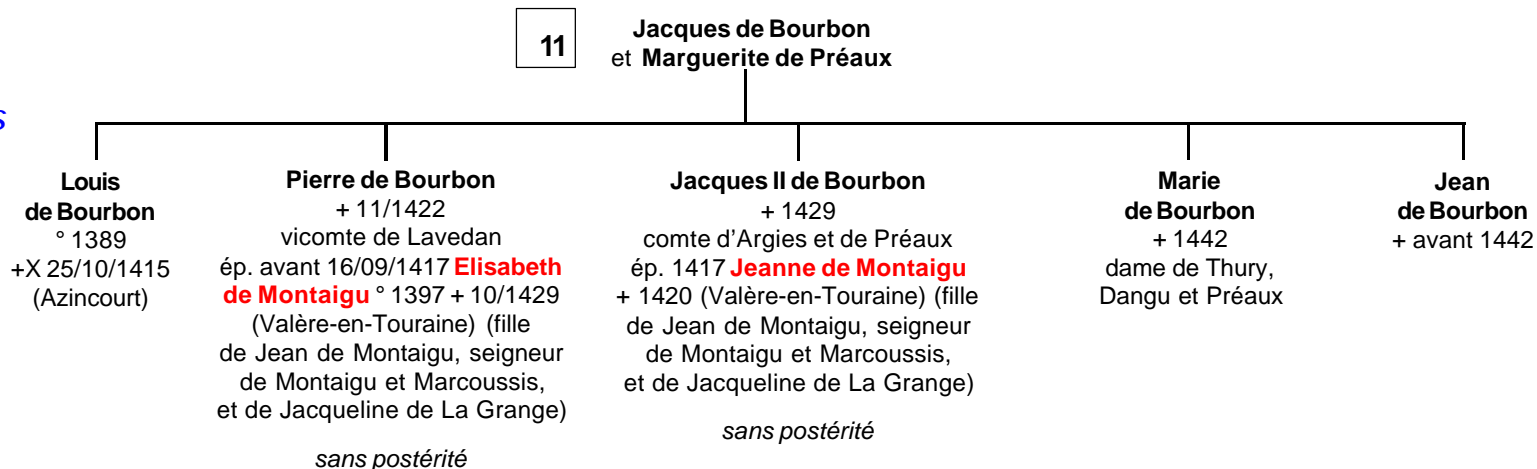 11
Jacques de Bourbon
et Marguerite de Préaux
s
Louis
de Bourbon
° 1389
+X 25/10/1415
(Azincourt)
Pierre de Bourbon
+ 11/1422
vicomte de Lavedan
ép. avant 16/09/1417 Elisabeth
de Montaigu ° 1397 + 10/1429
(Valère-en-Touraine) (fille
de Jean de Montaigu, seigneur
de Montaigu et Marcoussis,
et de Jacqueline de La Grange)
sans postérité
Jacques II de Bourbon
+ 1429
comte d'Argies et de Préaux
ép. 1417 Jeanne de Montaigu
+ 1420 (Valère-en-Touraine) (fille
de Jean de Montaigu, seigneur
de Montaigu et Marcoussis,
et de Jacqueline de La Grange)
sans postérité
Marie
de Bourbon
+ 1442
dame de Thury,
Dangu et Préaux
Jean
de Bourbon
+ avant 1442